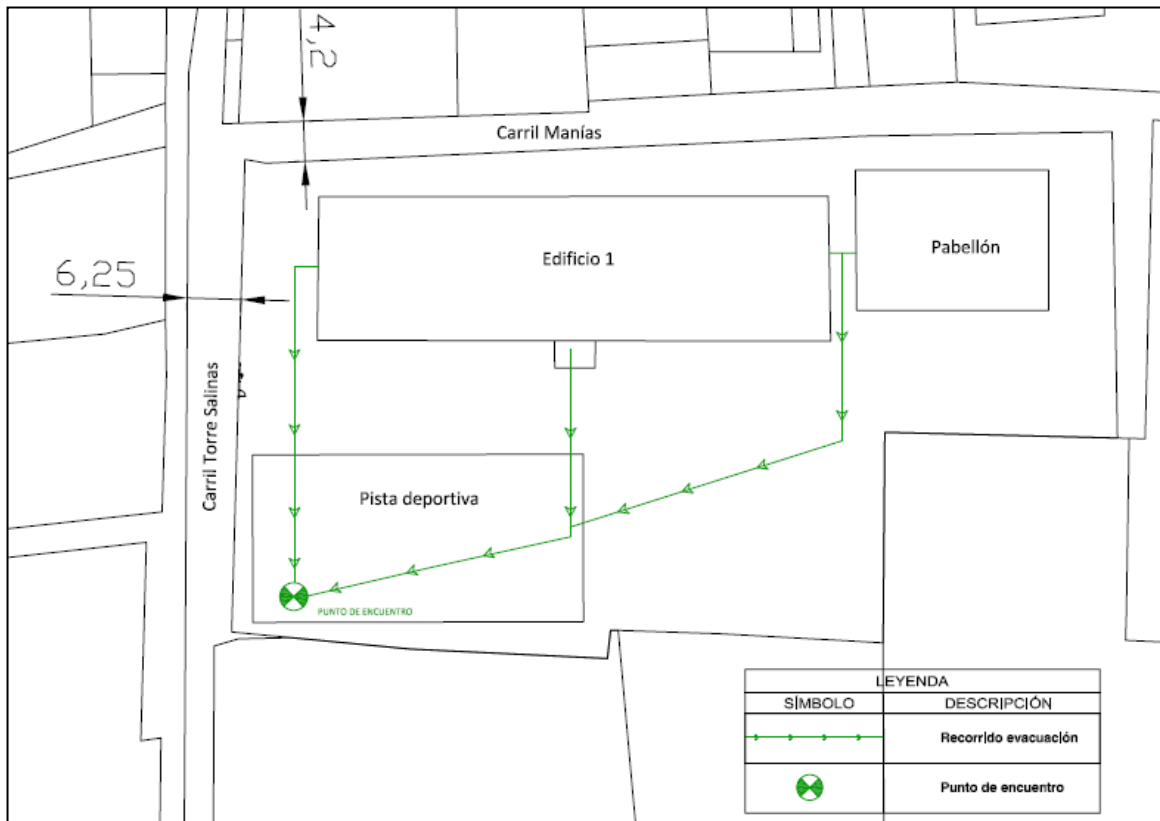 4,2
Carril Manías
Edificio 1
Pabellón
6,25
Carril Torre Salinas
Pista deportiva
PUNTO DE ENCUENTRO
LEYENDA
SÍMBOLO DESCRIPCIÓN
Recorrido evacuación
Punto de encuentro